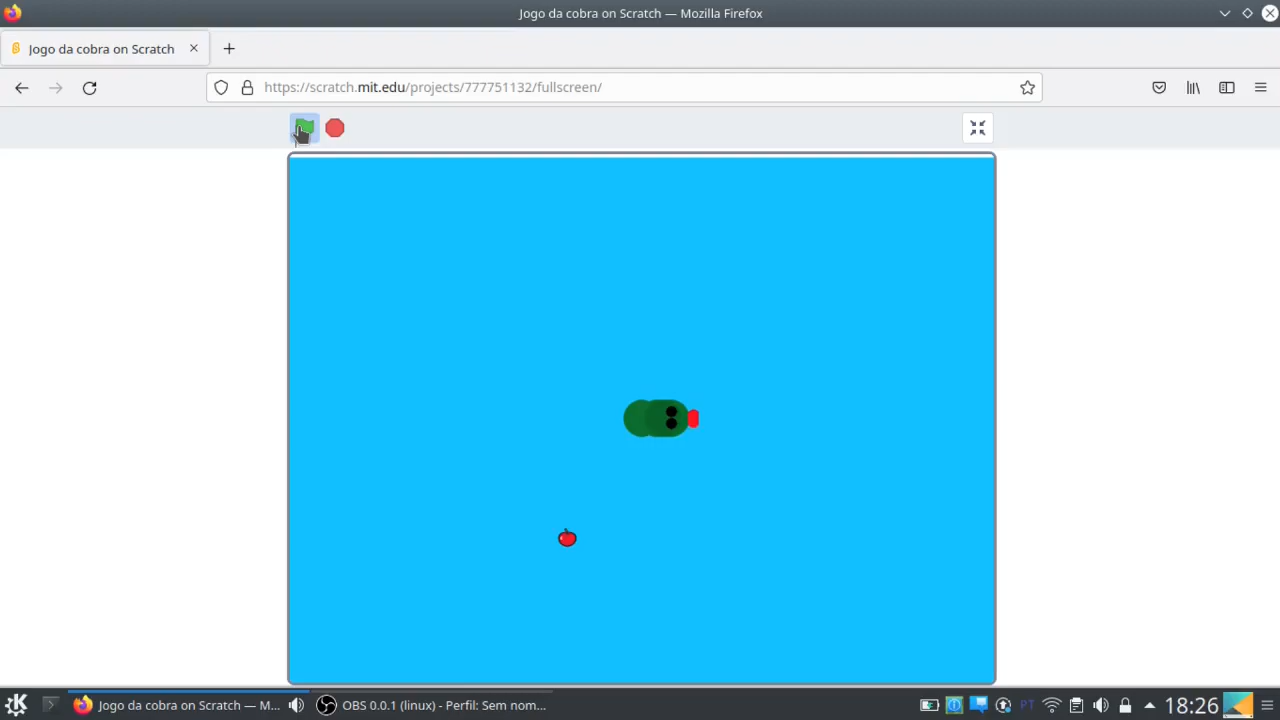 Jogo da cobra on Scratch — Mozilla Firefox
Jogo da cobra on Scratch
https://scratch.mit.edu/projects/777751132/fullscreen/
Jogo da cobra on Scratch — M...
OBS 0.0.1 (linux) - Perfil: Sem nom...
PT
18:26